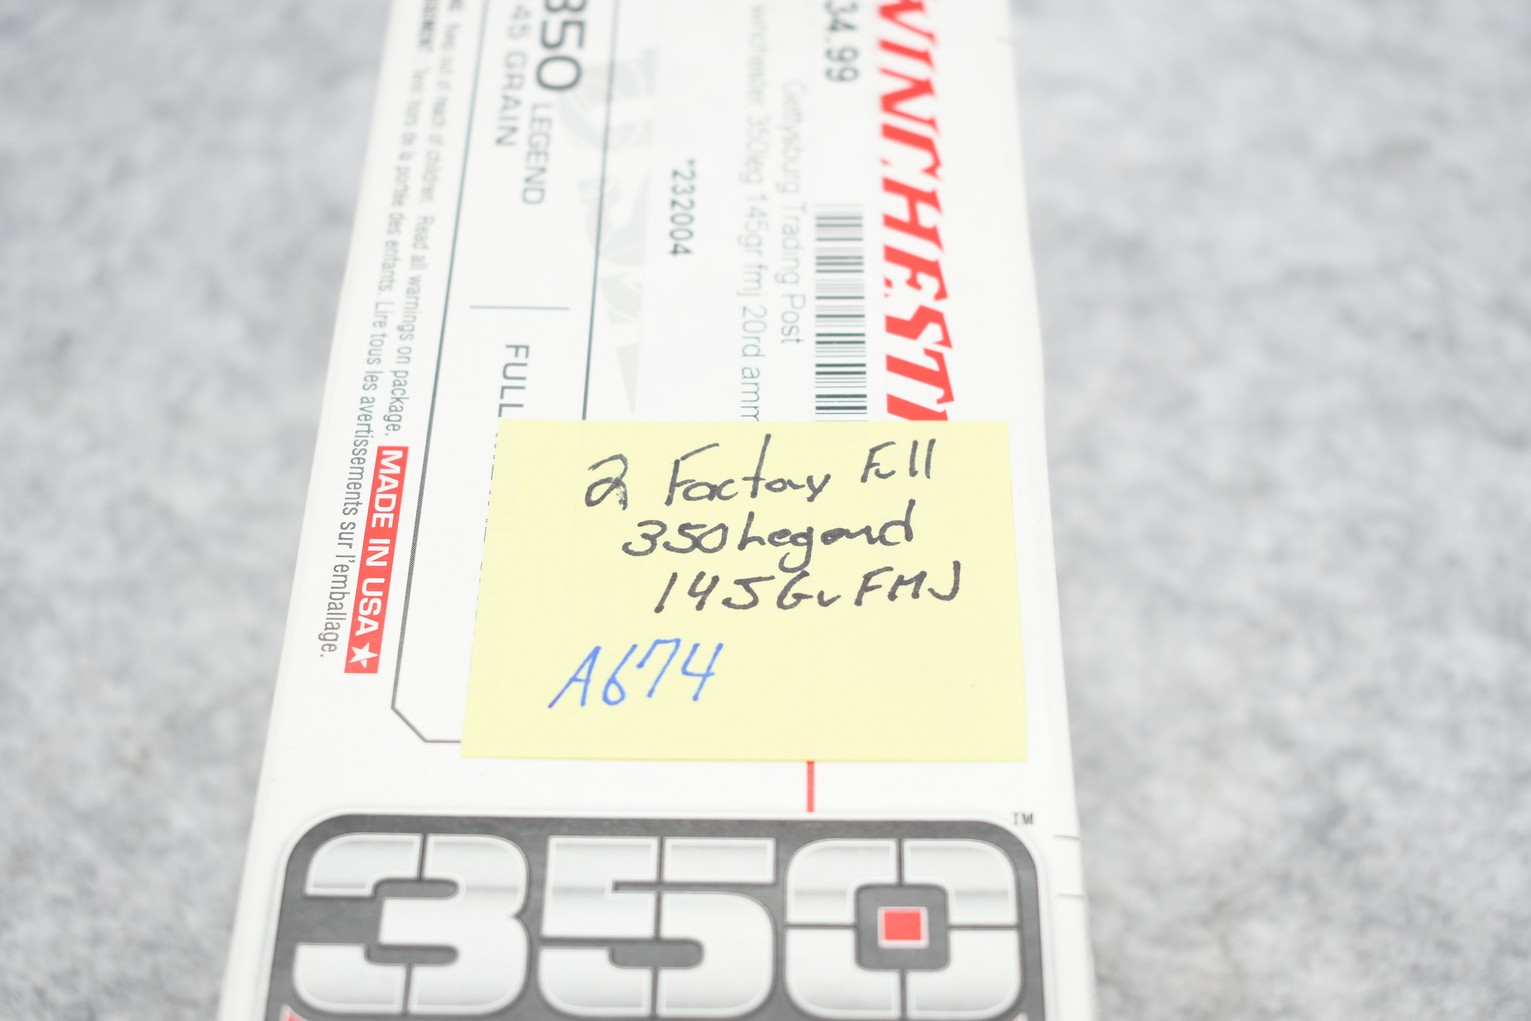 WINCHEST
34.99
Gettysburg Trading Post
winchester 350leg 145gr fmj 20rd amm
*232004
350 LEGEND
45 GRAIN
FULL
Keep out of reach of children. Read all warnings on package.
Tenir hors de la portée des enfants. Lire tous les avertissements sur l'emballage.
MADE IN USA
2 Factory Full
350 Legend
145 Gr FMJ
A674
350
TM